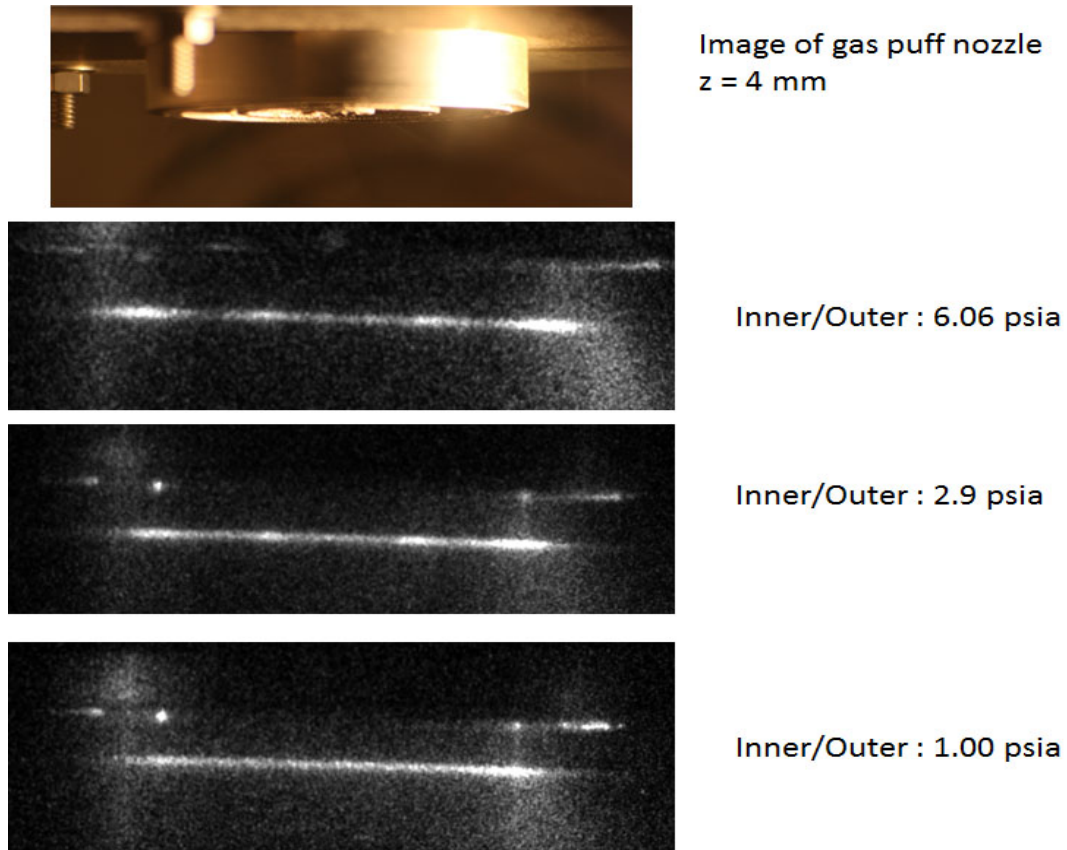 Image of gas puff nozzle
z = 4 mm
Inner/Outer : 6.06 psia
Inner/Outer : 2.9 psia
Inner/Outer : 1.00 psia